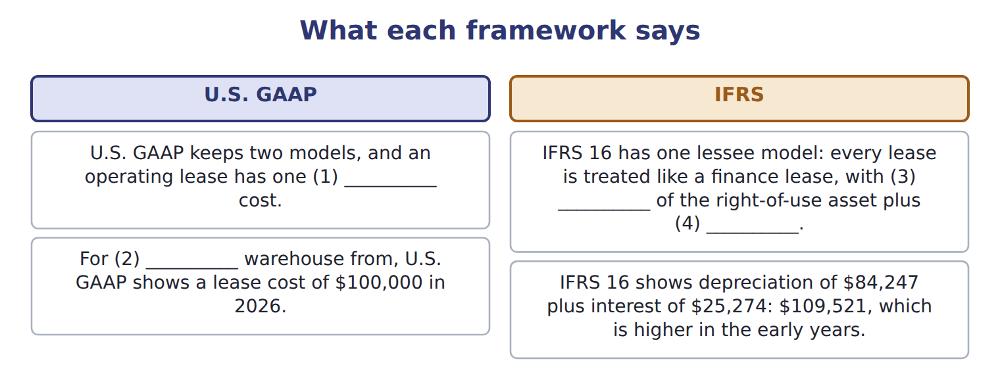 What each framework says
U.S. GAAP
U.S. GAAP keeps two models, and an
operating lease has one (1) __________
cost.
For (2) __________ warehouse from, U.S.
GAAP shows a lease cost of $100,000 in
2026.
IFRS
IFRS 16 has one lessee model: every lease
is treated like a finance lease, with (3)
__________ of the right-of-use asset plus
(4) __________.
IFRS 16 shows depreciation of $84,247
plus interest of $25,274: $109,521, which
is higher in the early years.